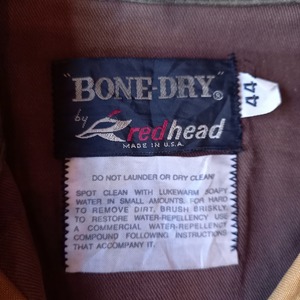 "BONE-DRY"®
by redhead
MADE IN U.S.A.
44
DO NOT LAUNDER OR DRY CLEAN!
SPOT CLEAN WITH LUKEWARM SOAPY
WATER IN SMALL AMOUNTS. FOR HARD
TO REMOVE DIRT, BRUSH BRISKLY.
TO RESTORE WATER-REPELLENCY USE
A COMMERCIAL WATER-REPELLENCY
COMPOUND FOLLOWING INSTRUCTIONS
THAT ACCOMPANY IT.